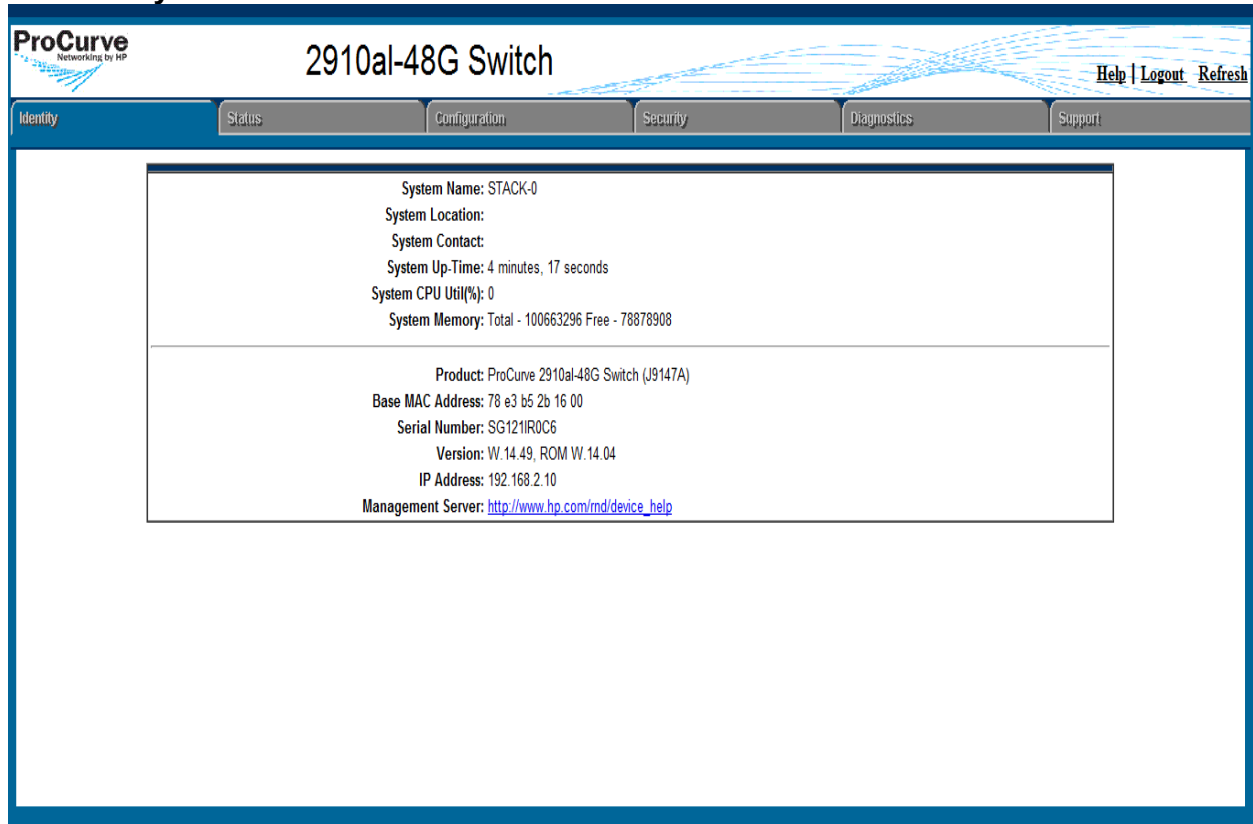 ProCurve
Networking by HP
2910al-48G Switch
Help | Logout Refresh
Identity Status Configuration Security Diagnostics Support
System Name: STACK-0
System Location:
System Contact:
System Up-Time: 4 minutes, 17 seconds
System CPU Util(%): 0
System Memory: Total - 100663296 Free - 78878908
Product: ProCurve 2910al-48G Switch (J9147A)
Base MAC Address: 78 e3 b5 2b 16 00
Serial Number: SG121IR0C6
Version: W.14.49, ROM W.14.04
IP Address: 192.168.2.10
Management Server: http://www.hp.com/rnd/device_help